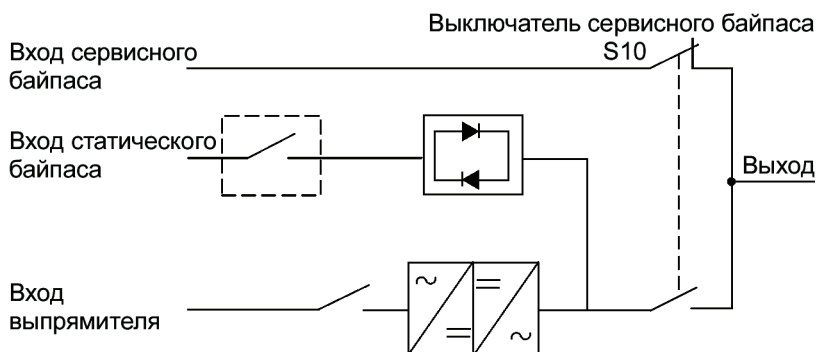 Выключатель сервисного байпаса
S10
Вход сервисного
байпаса
Вход статического
байпаса
Выход
Вход
выпрямителя